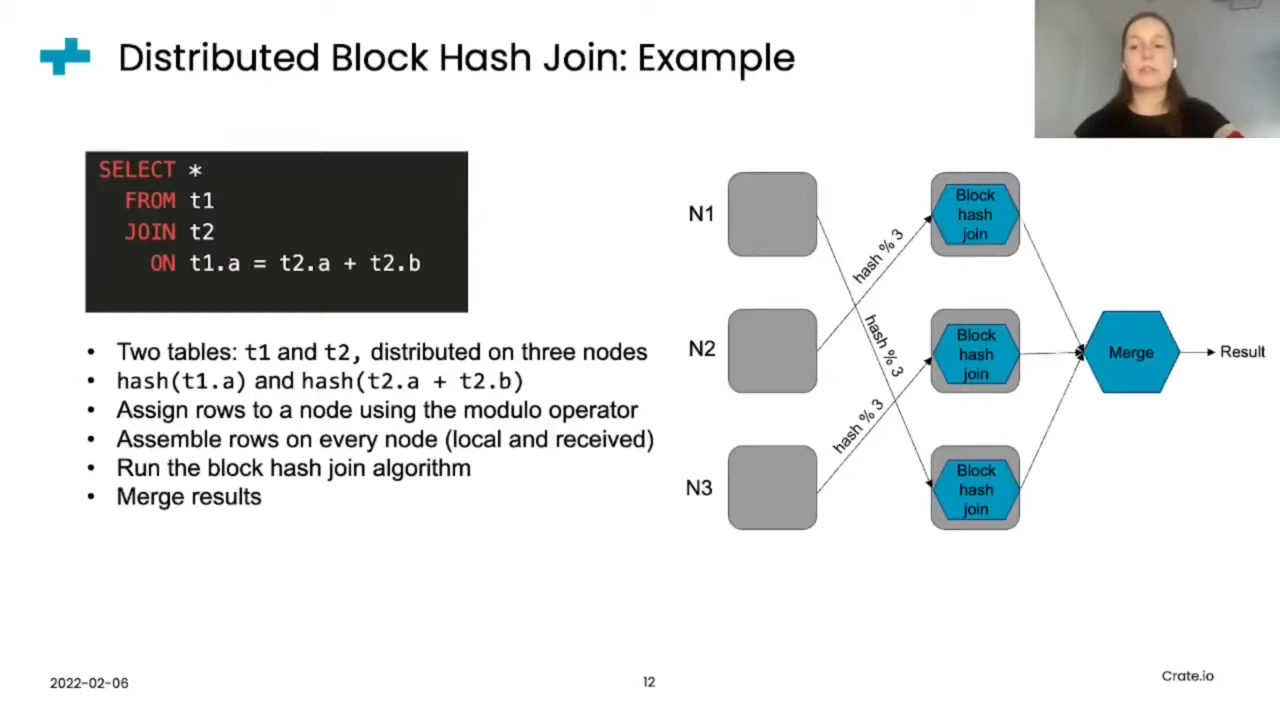 Distributed Block Hash Join: Example
SELECT *
FROM t1
JOIN t2
ON t1.a = t2.a + t2.b
• Two tables: t1 and t2, distributed on three nodes
• hash(t1.a) and hash(t2.a + t2.b)
• Assign rows to a node using the modulo operator
• Assemble rows on every node (local and received)
• Run the block hash join algorithm
• Merge results
N1
N2
N3
hash % 3
hash % 3
hash % 3
Block
hash
join
Block
hash
join
Block
hash
join
Merge
Result
2022-02-06
12
Crate.io